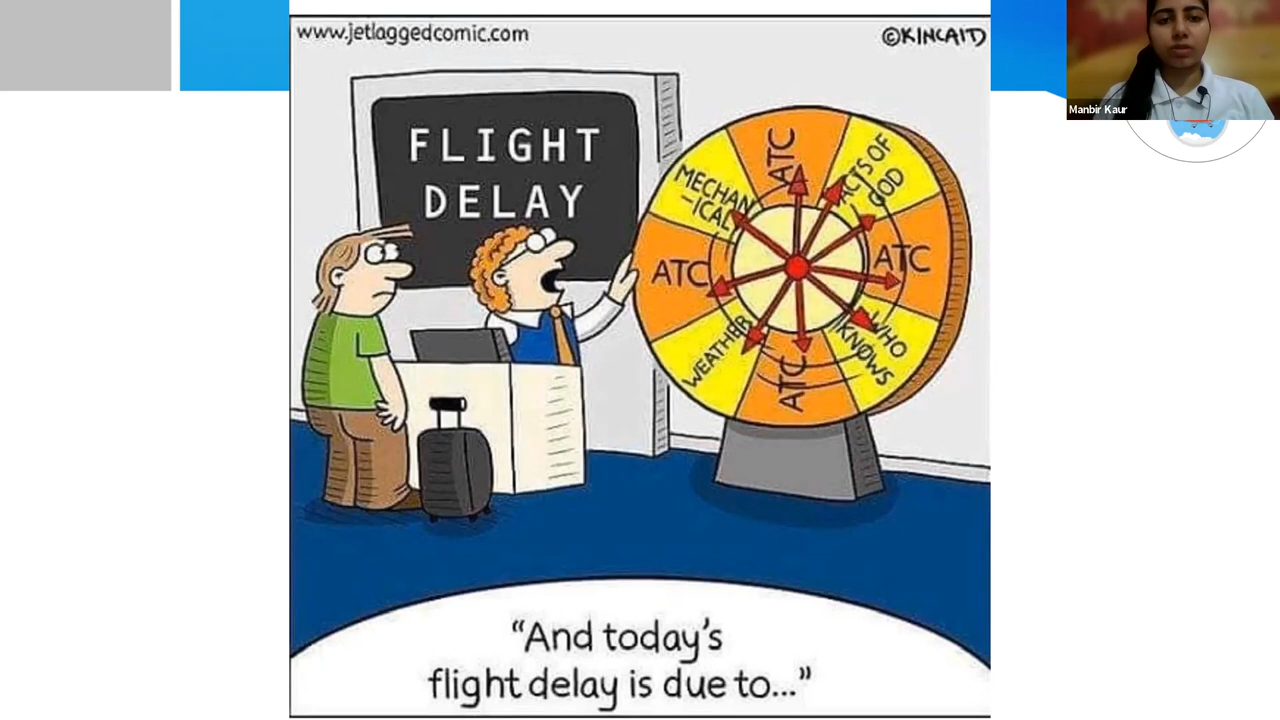 www.jetlaggedcomic.com
©KINCAID
Manbir Kaur
FLIGHT
DELAY
ATC
ACTS OF
GOD
MECHAN
-ICAL
ATC
ATC
WEATHER
WHO
KNOWS
ATC
"And today's
flight delay is due to..."